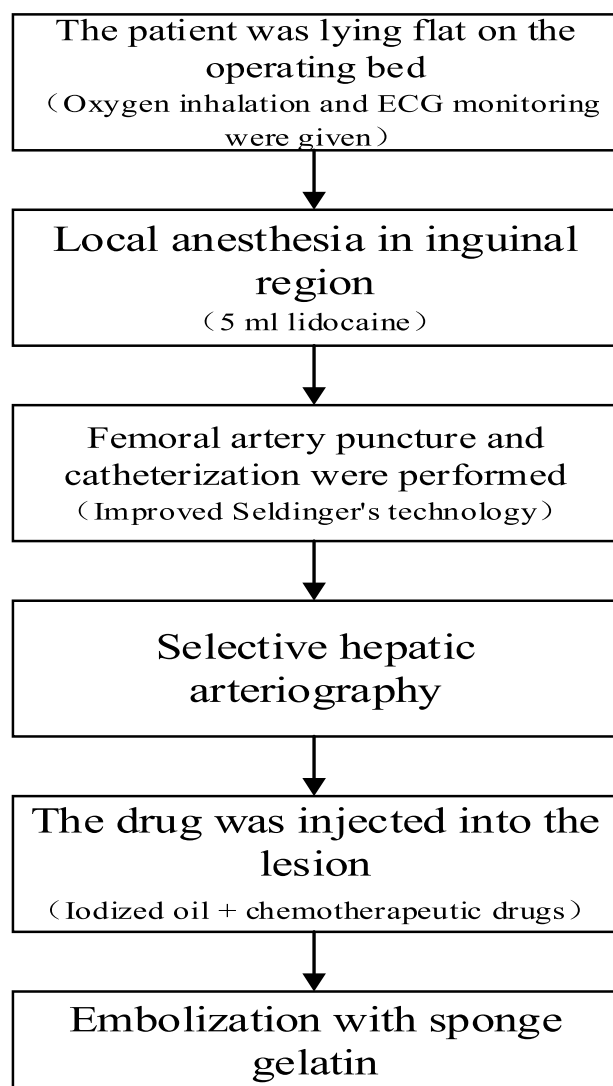 The patient was lying flat on the
operating bed
（Oxygen inhalation and ECG monitoring
were given）
Local anesthesia in inguinal
region
（5 ml lidocaine）
Femoral artery puncture and
catheterization were performed
（Improved Seldinger's technology）
Selective hepatic
arteriography
The drug was injected into the
lesion
（Iodized oil + chemotherapeutic drugs）
Embolization with sponge
gelatin